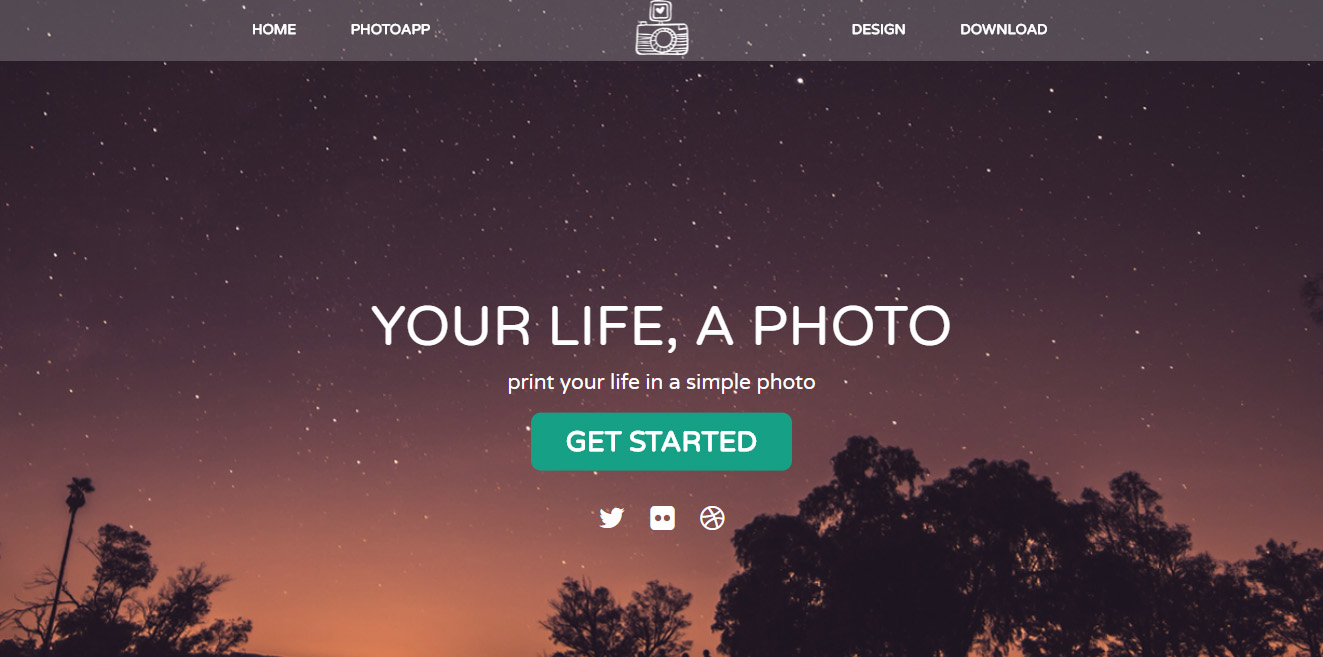 HOME
PHOTOAPP
DESIGN
DOWNLOAD
YOUR LIFE, A PHOTO
print your life in a simple photo
GET STARTED